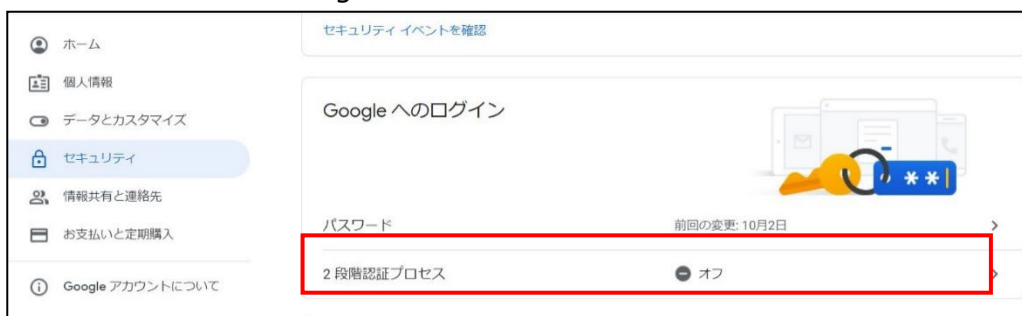 セキュリティ イベントを確認
ホーム
個人情報
データとカスタマイズ
セキュリティ
情報共有と連絡先
お支払いと定期購入
Google アカウントについて
Google へのログイン
**
パスワード 前回の変更: 10月2日
2 段階認証プロセス オフ